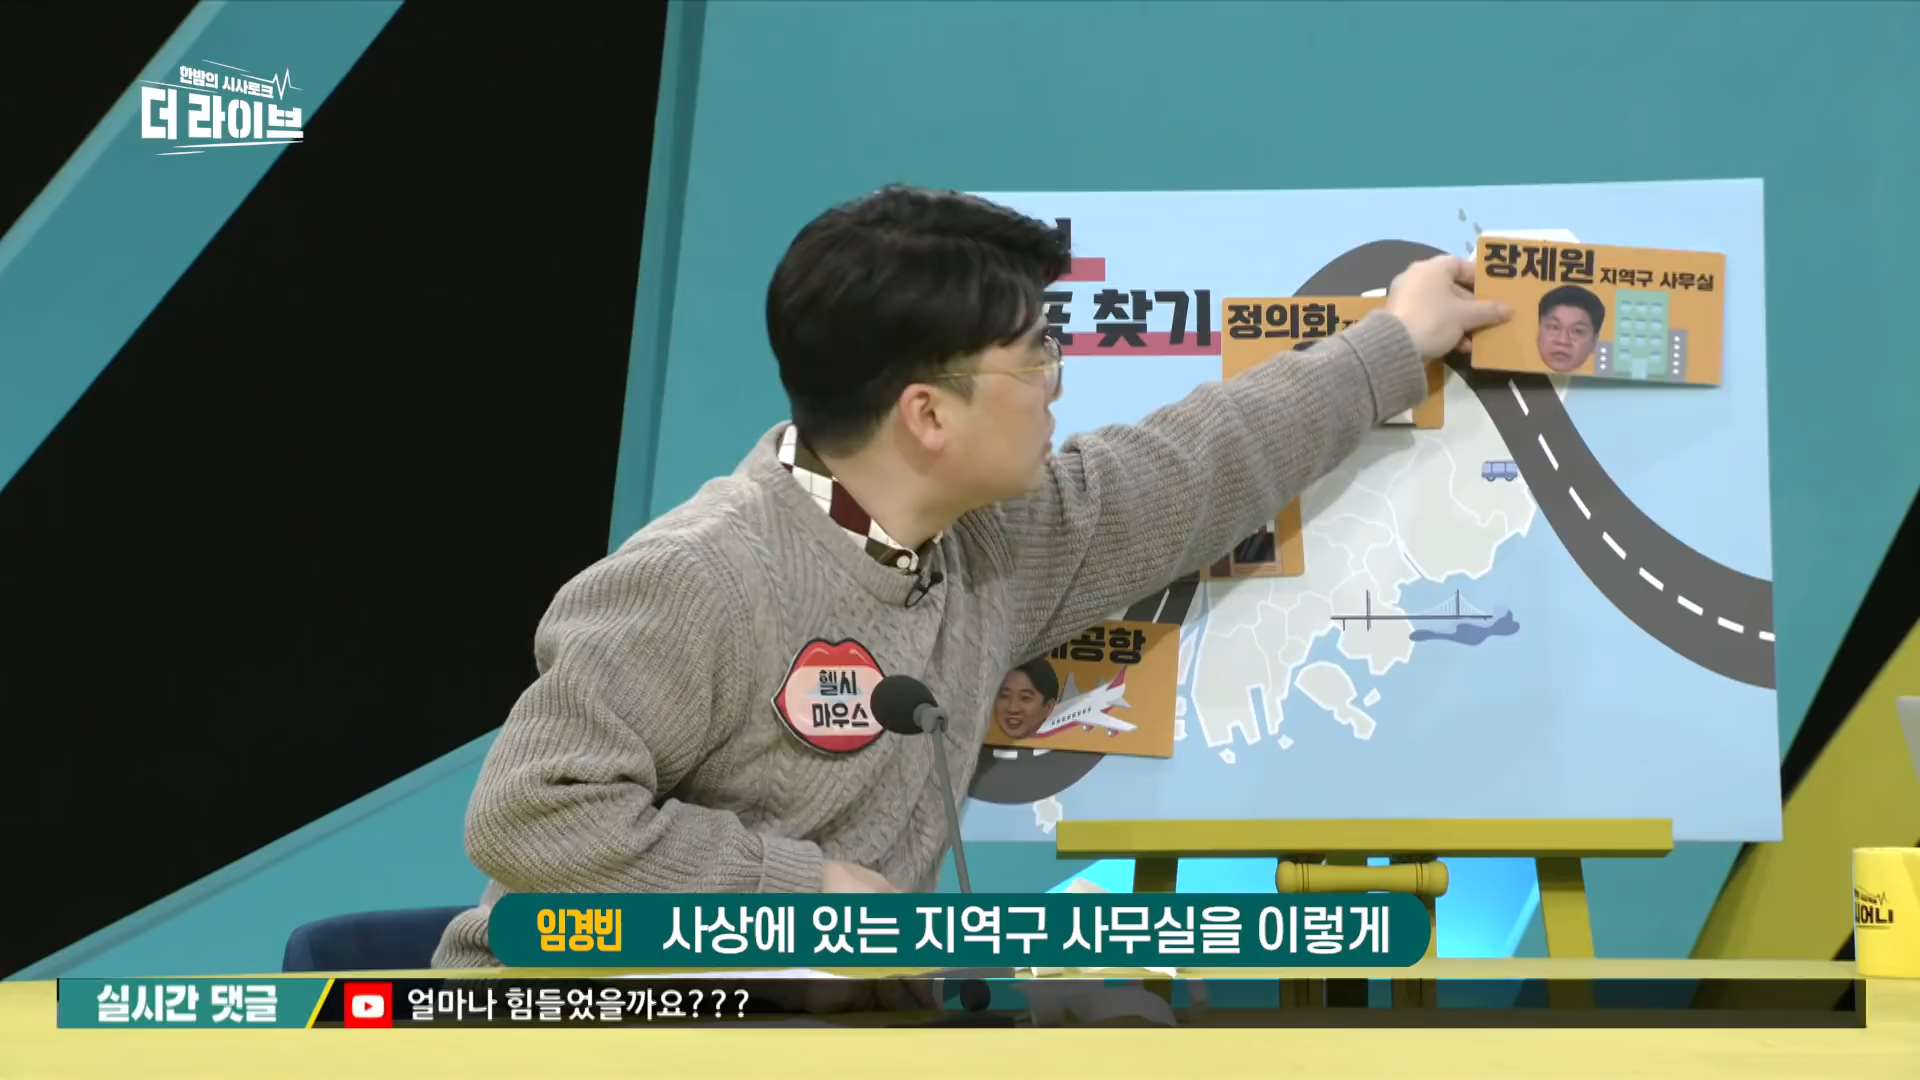 한밤의 시사토크
더 라이브
찾기
정의화
장제원 지역구 사무실
공항
헬시
마우스
임경빈 사상에 있는 지역구 사무실을 이렇게
실시간 댓글 얼마나 힘들었을까요???